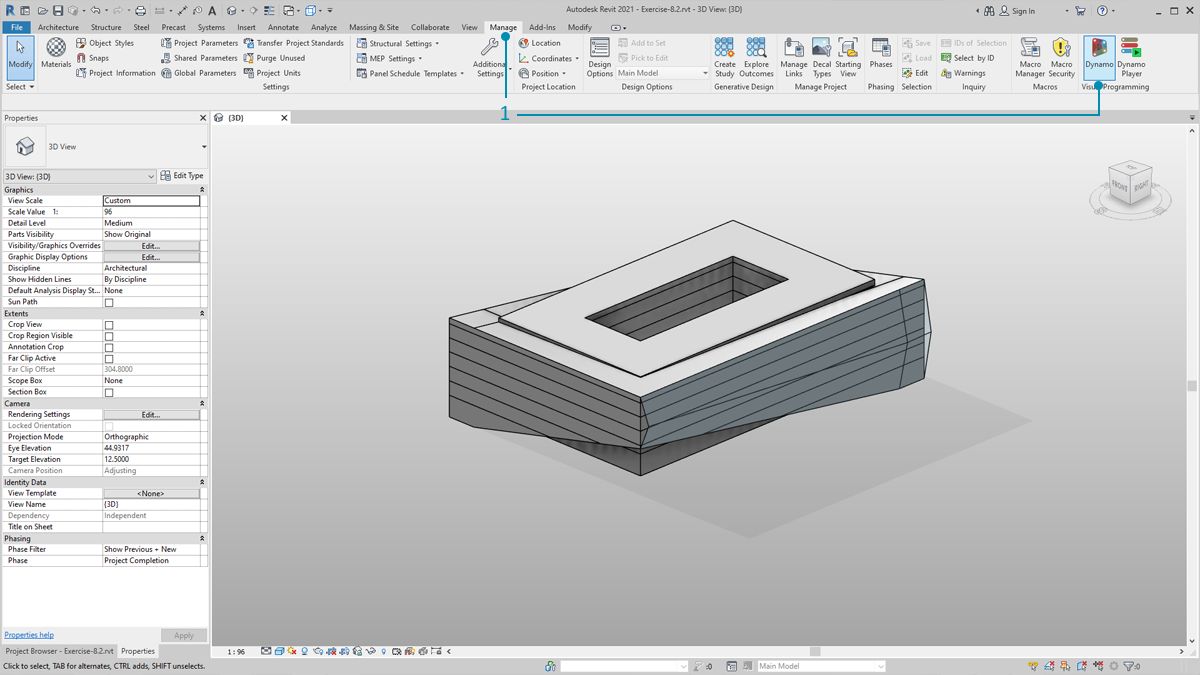 Autodesk Revit 2021 - Exercise-8.2.rvt - 3D View: {3D}
Sign In
File Architecture Structure Steel Precast Systems Insert Annotate Analyze Massing & Site Collaborate View Manage Add-Ins Modify
Modify
Select
Materials
Object Styles
Snaps
Project Information
Project Parameters
Shared Parameters
Global Parameters
Transfer Project Standards
Purge Unused
Project Units
Structural Settings
MEP Settings
Panel Schedule Templates
Additional
Settings
Settings
Location
Coordinates
Position
Project Location
Design
Options
Add to Set
Pick to Edit
Main Model
Design Options
Create
Study
Explore
Outcomes
Generative Design
Manage
Links
Decal
Types
Starting
View
Manage Project
Phases
Phasing
Save
Load
Edit
Selection
IDs of Selection
Select by ID
Warnings
Inquiry
Macro
Manager
Macro
Security
Macros
Dynamo
Dynamo
Player
Visual Programming
1
Properties
{3D}
3D View
3D View: {3D}
Edit Type
Graphics
View Scale Custom
Scale Value 1: 96
Detail Level Medium
Parts Visibility Show Original
Visibility/Graphics Overrides Edit...
Graphic Display Options Edit...
Discipline Architectural
Show Hidden Lines By Discipline
Default Analysis Display St... None
Sun Path
Extents
Crop View
Crop Region Visible
Annotation Crop
Far Clip Active
Far Clip Offset 304.8000
Scope Box None
Section Box
Camera
Rendering Settings Edit...
Locked Orientation
Projection Mode Orthographic
Eye Elevation 44.9317
Target Elevation 12.5000
Camera Position Adjusting
Identity Data
View Template <None>
View Name {3D}
Dependency Independent
Title on Sheet
Phasing
Phase Filter Show Previous + New
Phase Project Completion
Properties help
Apply
Project Browser - Exercise-8.2.rvt Properties
1 : 96
Click to select, TAB for alternates, CTRL adds, SHIFT unselects.
:0
Main Model
:0
TOP
FRONT
RIGHT